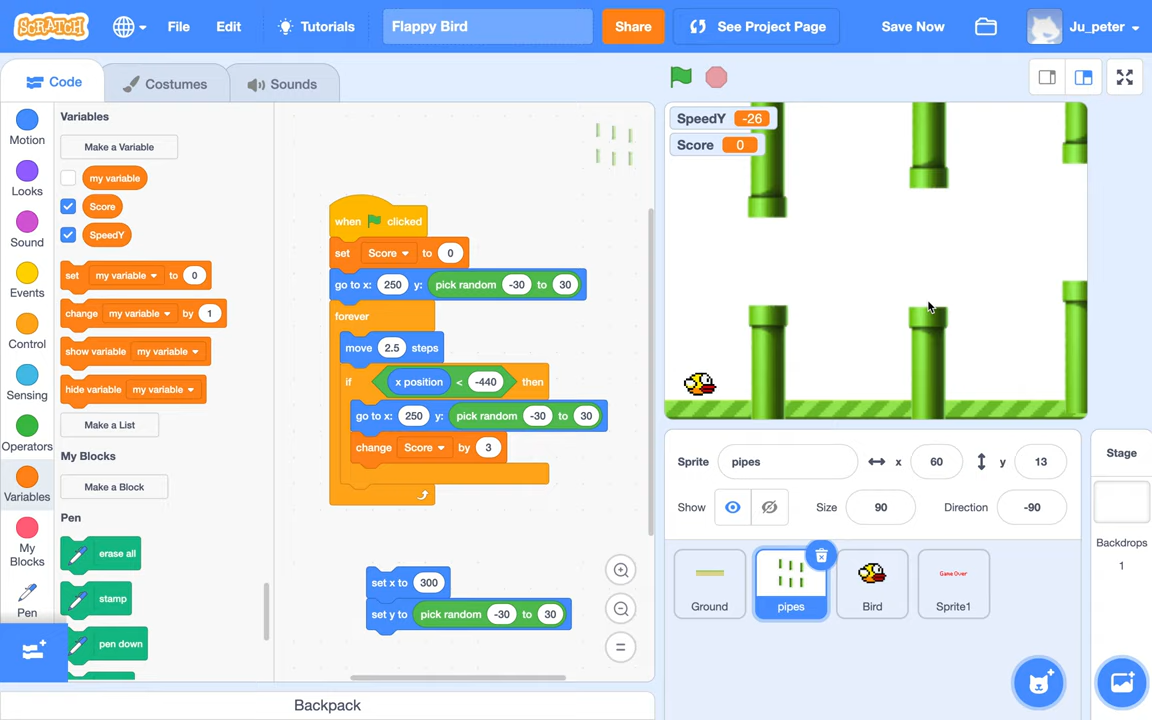 SCRATCH File Edit Tutorials Flappy Bird Share See Project Page Save Now Ju_peter
Code Costumes Sounds
Motion
Looks
Sound
Events
Control
Sensing
Operators
Variables
My
Blocks
Pen
Variables
Make a Variable
my variable
Score
SpeedY
set my variable to 0
change my variable by 1
show variable my variable
hide variable my variable
Make a List
My Blocks
Make a Block
Pen
erase all
stamp
pen down
when clicked
set Score to 0
go to x: 250 y: pick random -30 to 30
forever
move 2.5 steps
if x position < -440 then
go to x: 250 y: pick random -30 to 30
change Score by 3
set x to 300
set y to pick random -30 to 30
Backpack
SpeedY -26
Score 0
Sprite pipes x 60 y 13
Show Size 90 Direction -90
Ground
pipes
Bird
Game Over
Sprite1
Stage
Backdrops
1